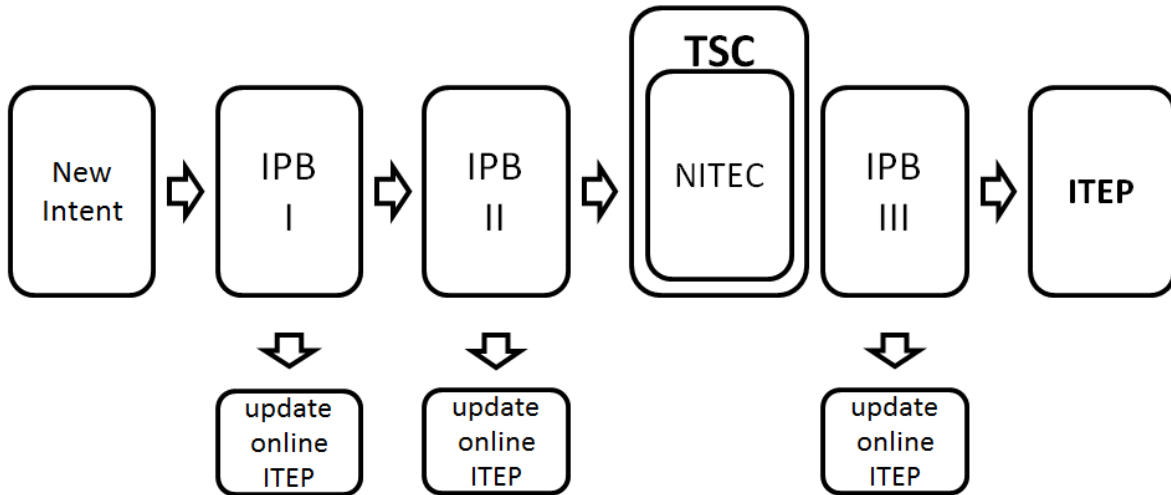 New
Intent
IPB
I
IPB
II
TSC
NITEC
IPB
III
ITEP
update
online
ITEP
update
online
ITEP
update
online
ITEP